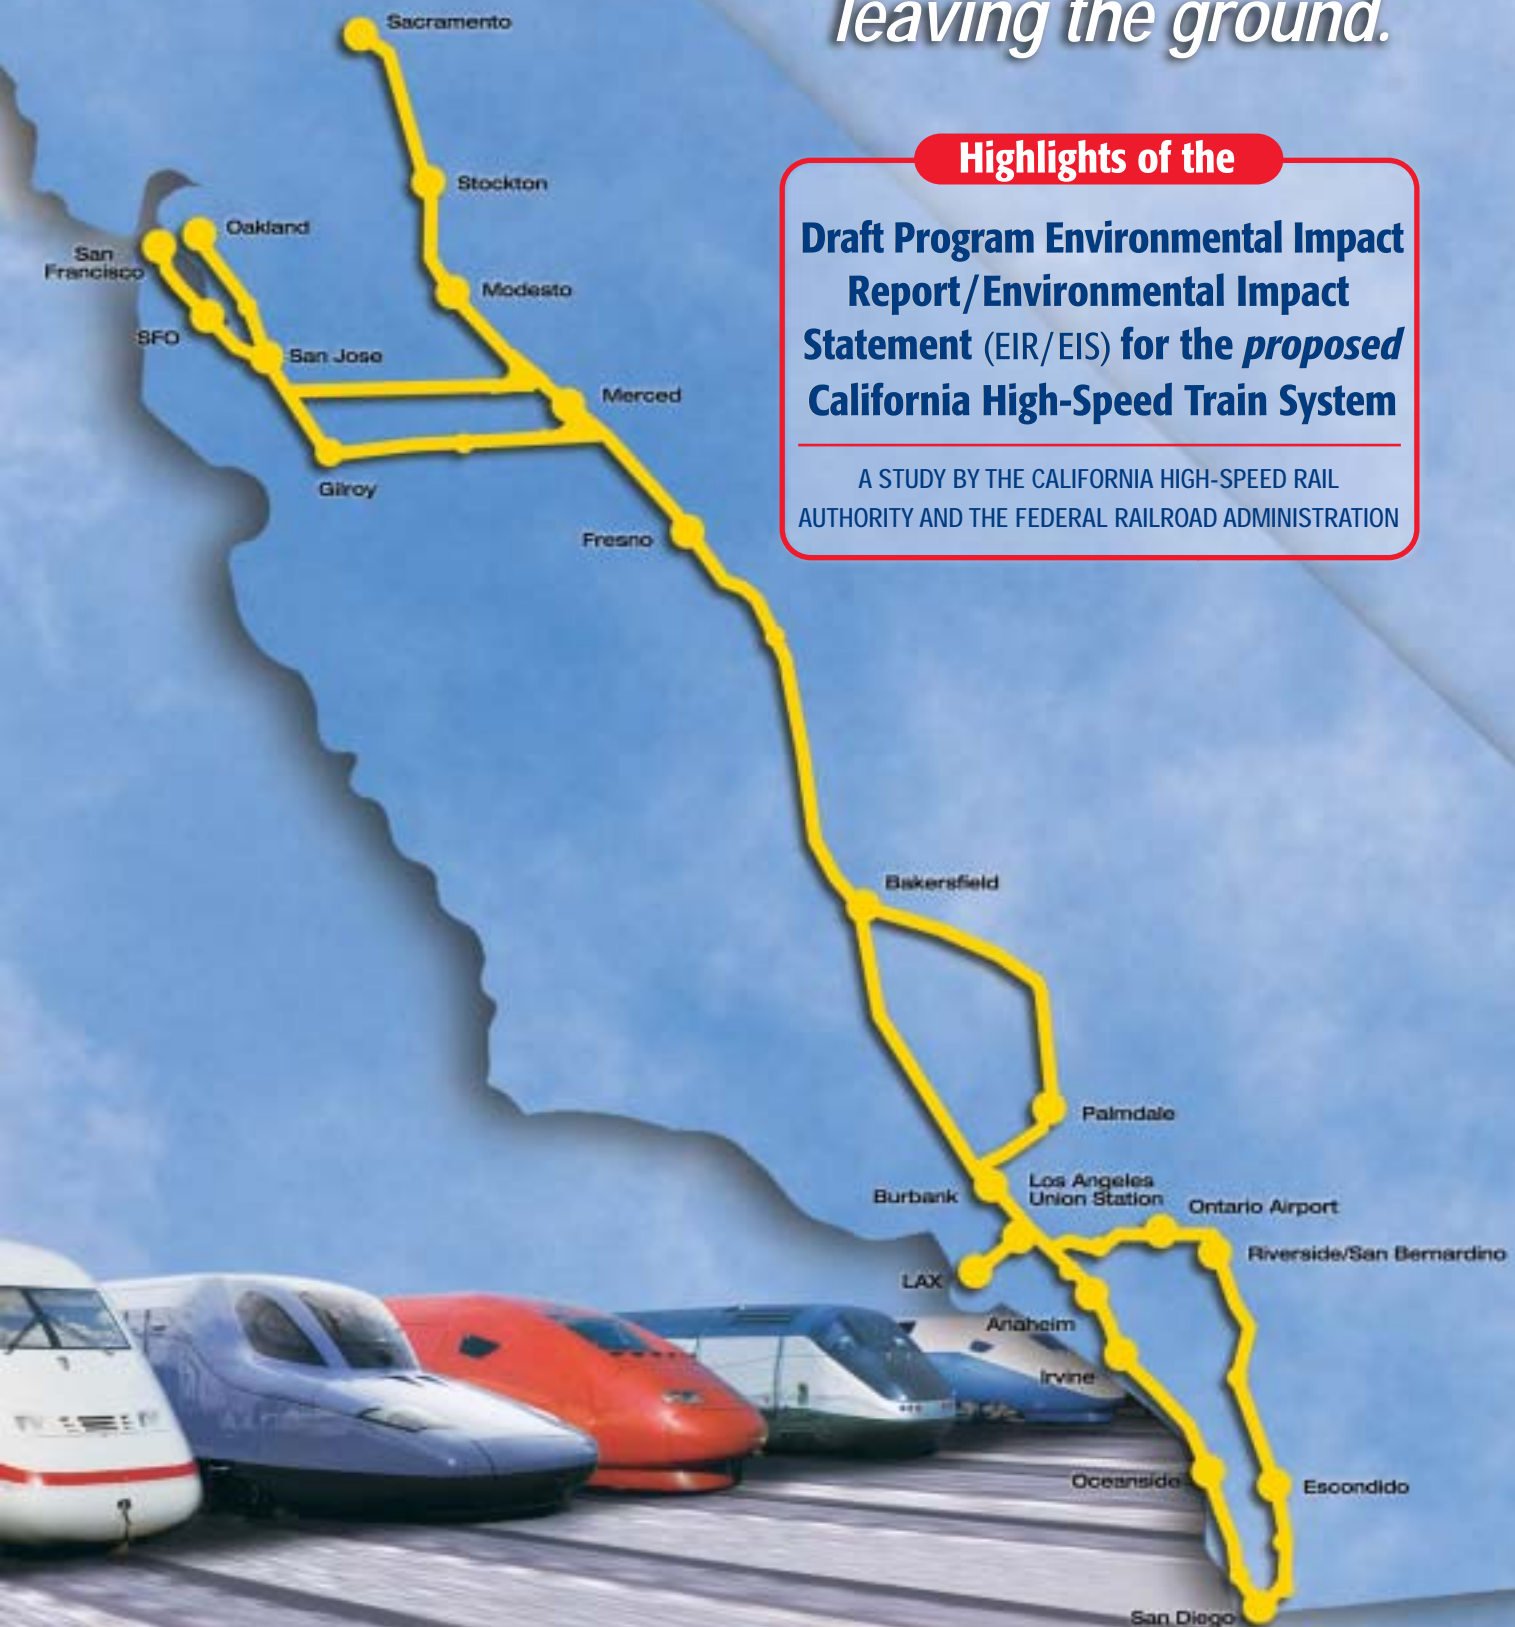 leaving the ground.
Highlights of the
Draft Program Environmental Impact
Report/Environmental Impact
Statement (EIR/EIS) for the proposed
California High-Speed Train System
A STUDY BY THE CALIFORNIA HIGH-SPEED RAIL
AUTHORITY AND THE FEDERAL RAILROAD ADMINISTRATION
Sacramento
Stockton
Oakland
San
Francisco
Modesto
SFO
San Jose
Merced
Gilroy
Fresno
Bakersfield
Palmdale
Burbank
Los Angeles
Union Station
Ontario Airport
Riverside/San Bernardino
LAX
Anaheim
Irvine
Oceanside
Escondido
San Diego